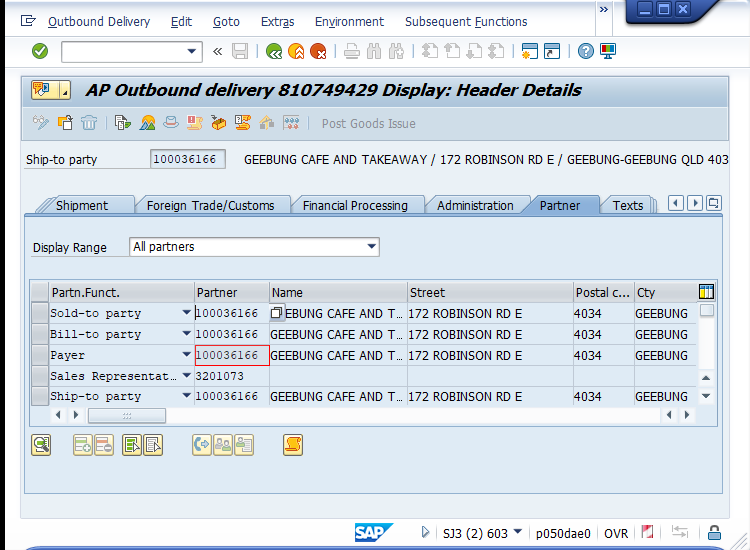 Outbound Delivery Edit Goto Extras Environment Subsequent Functions »
«
AP Outbound delivery 810749429 Display: Header Details
Post Goods Issue
Ship-to party 100036166 GEEBUNG CAFE AND TAKEAWAY / 172 ROBINSON RD E / GEEBUNG-GEEBUNG QLD 403
Shipment Foreign Trade/Customs Financial Processing Administration Partner Texts
Display Range All partners
Partn.Funct. Partner Name Street Postal c... Cty
Sold-to party 100036166 EEBUNG CAFE AND T... 172 ROBINSON RD E 4034 GEEBUNG
Bill-to party 100036166 GEEBUNG CAFE AND T... 172 ROBINSON RD E 4034 GEEBUNG
Payer 100036166 GEEBUNG CAFE AND T... 172 ROBINSON RD E 4034 GEEBUNG
Sales Representat... 3201073
Ship-to party 100036166 GEEBUNG CAFE AND T... 172 ROBINSON RD E 4034 GEEBUNG
SAP SJ3 (2) 603 p050dae0 OVR